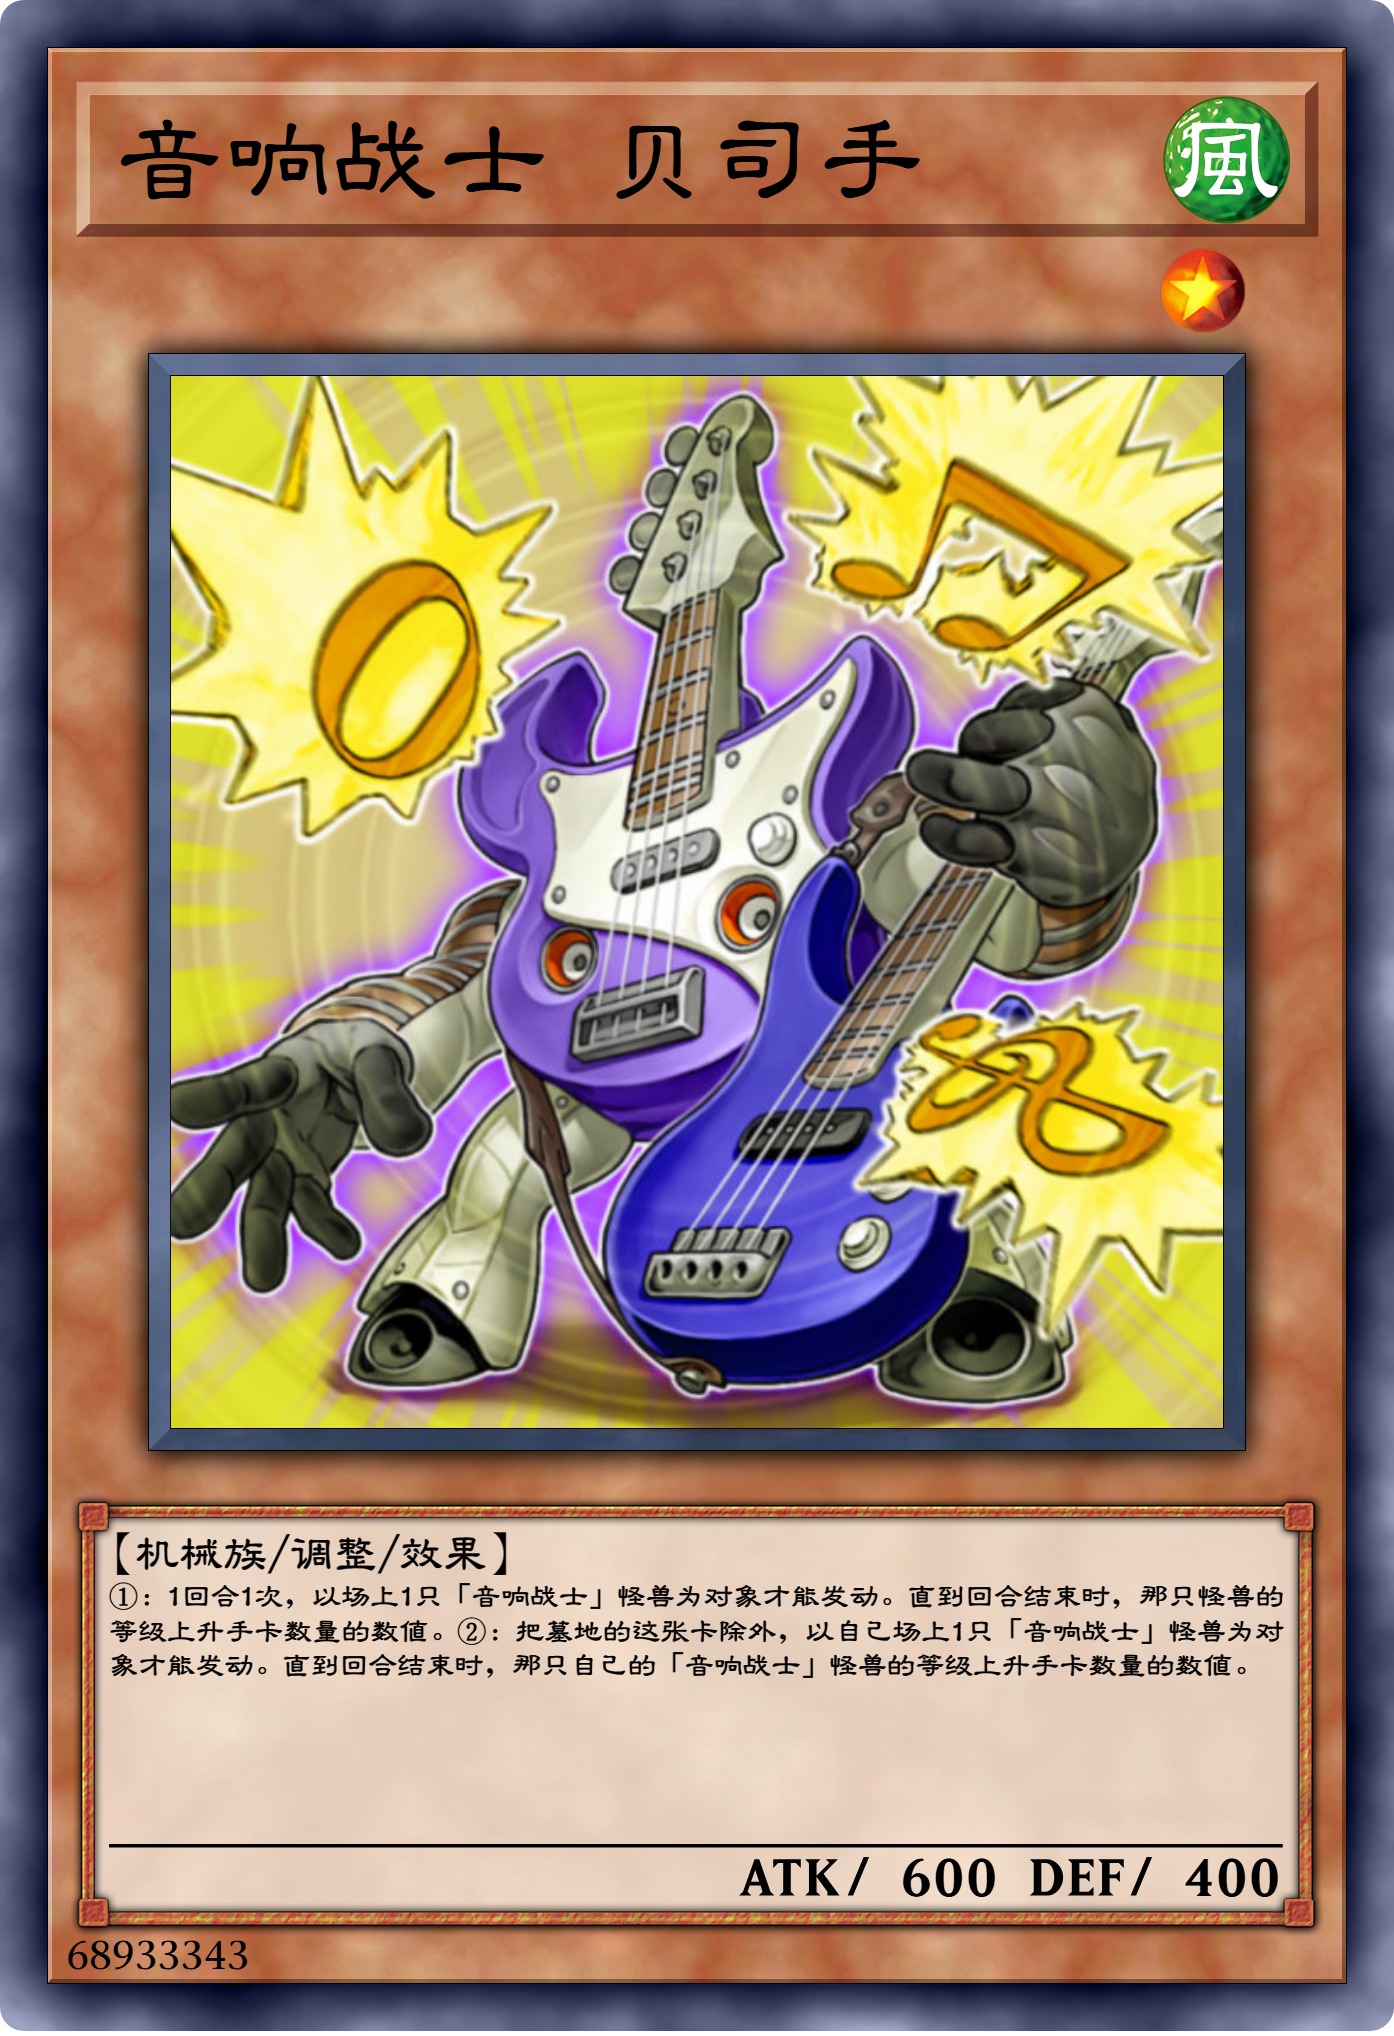 音响战士 贝司手
風
【机械族/调整/效果】
①：1回合1次，以场上1只「音响战士」怪兽为对象才能发动。直到回合结束时，那只怪兽的
等级上升手卡数量的数値。②：把墓地的这张卡除外，以自己场上1只「音响战士」怪兽为对
象才能发动。直到回合结束时，那只自己的「音响战士」怪兽的等级上升手卡数量的数値。
ATK/ 600 DEF/ 400
68933343